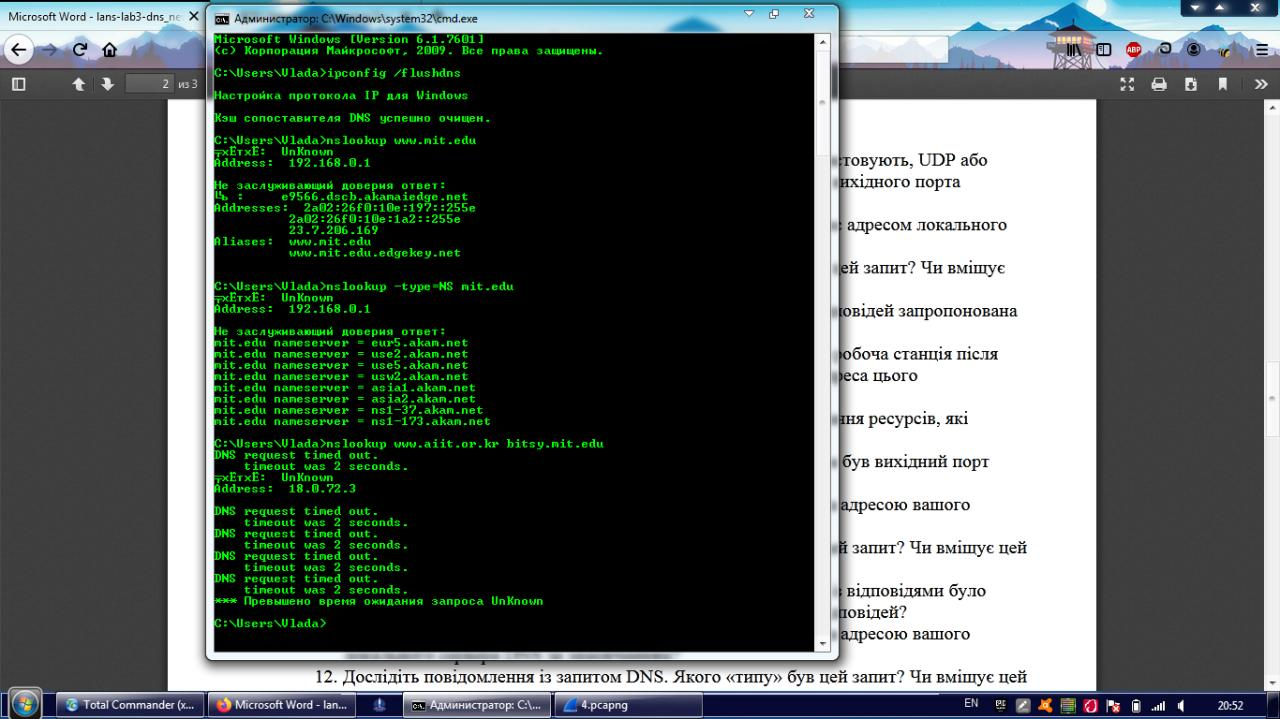 Microsoft Word - lans-lab3-dns_ne
Администратор: C:\Windows\system32\cmd.exe
2 из 3
ABP
Microsoft Windows [Version 6.1.7601]
(c) Корпорация Майкрософт, 2009. Все права защищены.
C:\Users\Vlada>ipconfig /flushdns
Настройка протокола IP для Windows
Кэш сопоставителя DNS успешно очищен.
C:\Users\Vlada>nslookup www.mit.edu
╤хЁтхЁ: UnKnown
Address: 192.168.0.1
Не заслуживающий доверия ответ:
e9566.dscb.akamaiedge.net
Addresses: 2a02:26f0:10e:197::255e
2a02:26f0:10e:1a2::255e
23.7.206.169
Aliases: www.mit.edu
www.mit.edu.edgekey.net
C:\Users\Vlada>nslookup -type=NS mit.edu
╤хЁтхЁ: UnKnown
Address: 192.168.0.1
Не заслуживающий доверия ответ:
mit.edu nameserver = eur5.akam.net
mit.edu nameserver = use2.akam.net
mit.edu nameserver = use5.akam.net
mit.edu nameserver = usw2.akam.net
mit.edu nameserver = asia1.akam.net
mit.edu nameserver = asia2.akam.net
mit.edu nameserver = ns1-37.akam.net
mit.edu nameserver = ns1-173.akam.net
C:\Users\Vlada>nslookup www.aiit.or.kr bitsy.mit.edu
DNS request timed out.
timeout was 2 seconds.
╤хЁтхЁ: UnKnown
Address: 18.0.72.3
DNS request timed out.
timeout was 2 seconds.
DNS request timed out.
timeout was 2 seconds.
DNS request timed out.
timeout was 2 seconds.
DNS request timed out.
timeout was 2 seconds.
*** Превышено время ожидания запроса UnKnown
C:\Users\Vlada>
стовують, UDP або
ихідного порта
адресом локального
ей запит? Чи вміщує
овідей запропонована
обоча станція після
реса цього
ння ресурсів, які
був вихідний порт
адресою вашого
й запит? Чи вміщує цей
відповідями було
повідей?
адресою вашого
12. Дослідіть повідомлення із запитом DNS. Якого «типу» був цей запит? Чи вміщує цей
Total Commander (x...
Microsoft Word - lan...
Администратор: C:\...
4.pcapng
EN
20:52